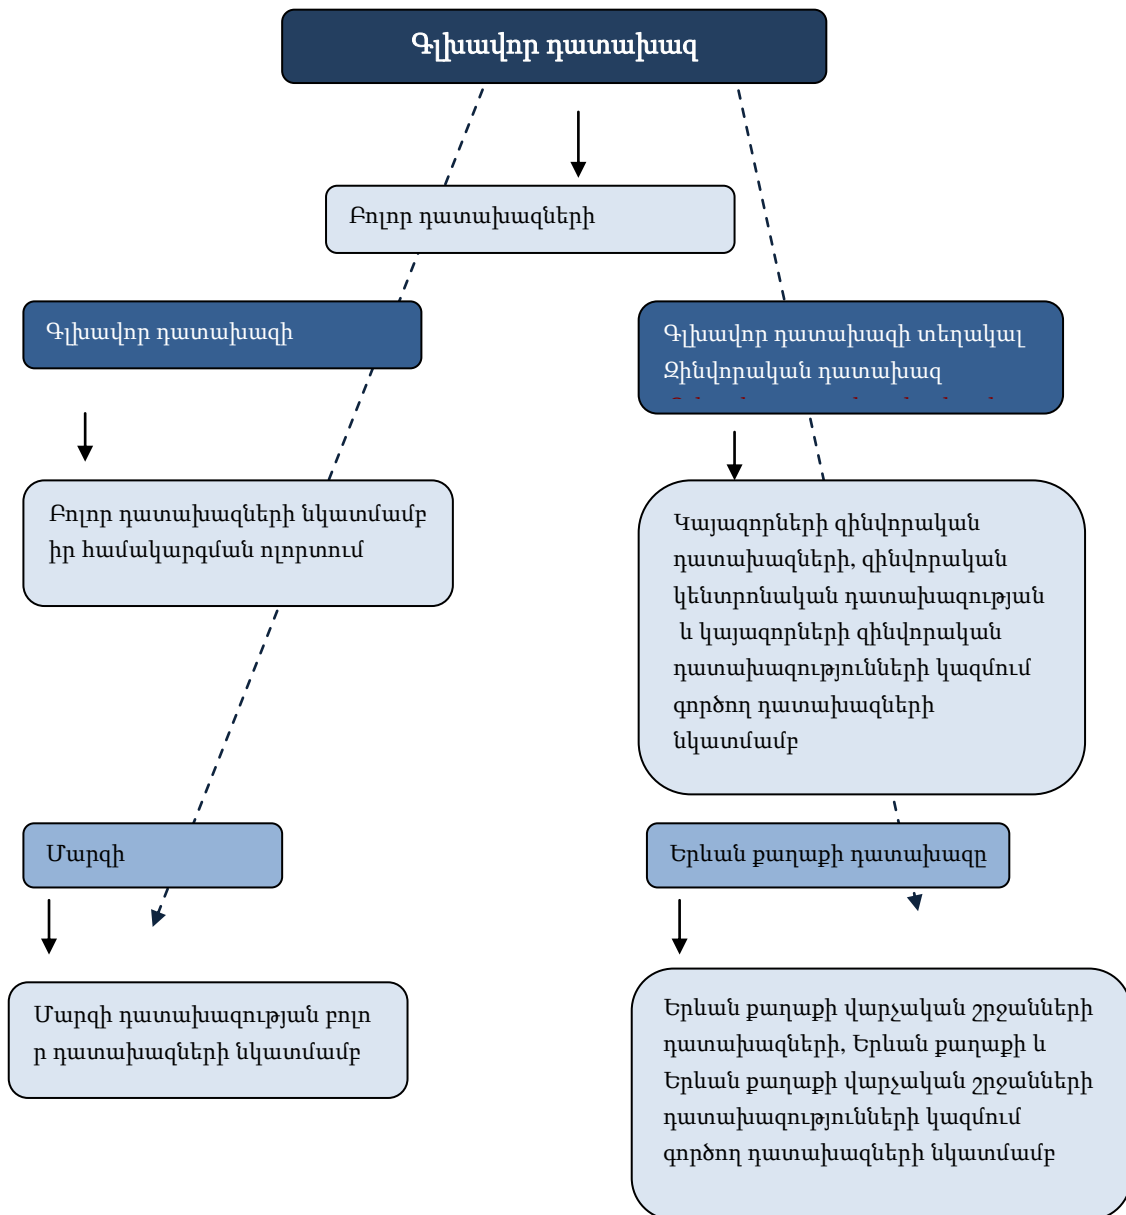 Գլխավոր դատախազ
Բոլոր դատախազների
Գլխավոր դատախազի
Գլխավոր դատախազի տեղակալ
Զինվորական դատախազ
Բոլոր դատախազների նկատմամբ
իր համակարգման ոլորտում
Կայազորների զինվորական
դատախազների, զինվորական
կենտրոնական դատախազության
և կայազորների զինվորական
դատախազությունների կազմում
գործող դատախազների
նկատմամբ
Մարզի
Երևան քաղաքի դատախազը
Մարզի դատախազության բոլո
ր դատախազների նկատմամբ
Երևան քաղաքի վարչական շրջանների
դատախազների, Երևան քաղաքի և
Երևան քաղաքի վարչական շրջանների
դատախազությունների կազմում
գործող դատախազների նկատմամբ